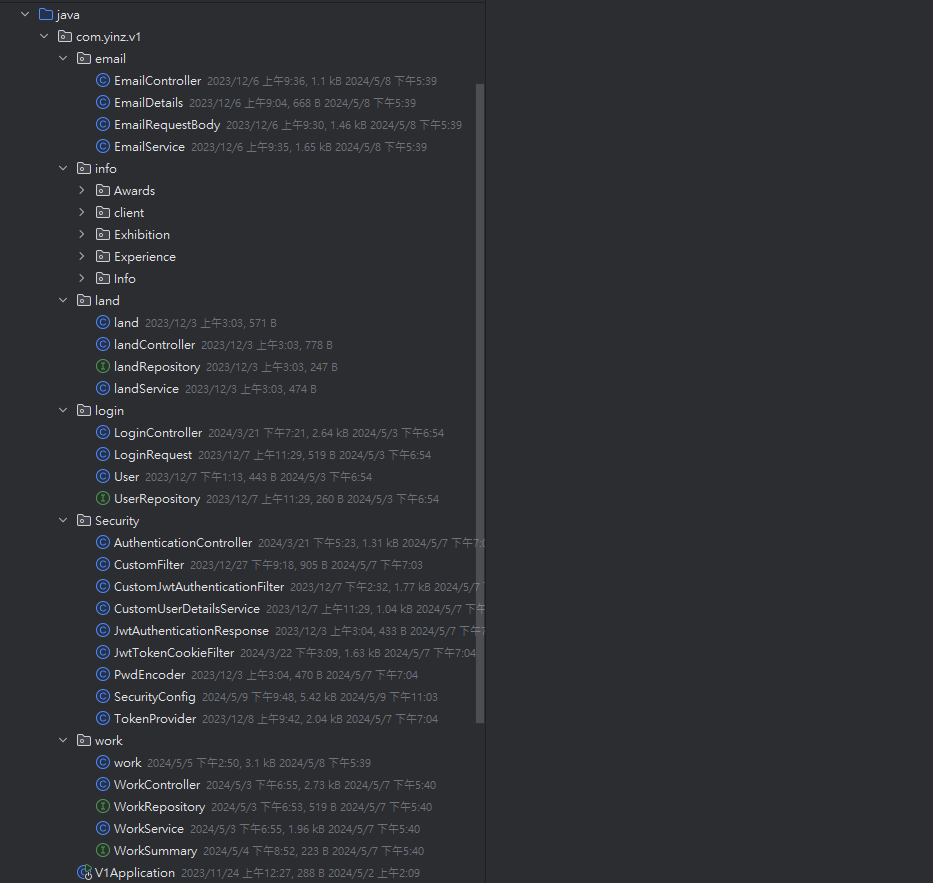 java
com.yinz.v1
email
EmailController 2023/12/6 上午9:36, 1.1 kB 2024/5/8 下午5:39
EmailDetails 2023/12/6 上午9:04, 668 B 2024/5/8 下午5:39
EmailRequestBody 2023/12/6 上午9:30, 1.46 kB 2024/5/8 下午5:39
EmailService 2023/12/6 上午9:35, 1.65 kB 2024/5/8 下午5:39
info
Awards
client
Exhibition
Experience
Info
land
land 2023/12/3 上午3:03, 571 B
landController 2023/12/3 上午3:03, 778 B
landRepository 2023/12/3 上午3:03, 247 B
landService 2023/12/3 上午3:03, 474 B
login
LoginController 2024/3/21 下午7:21, 2.64 kB 2024/5/3 下午6:54
LoginRequest 2023/12/7 上午11:29, 519 B 2024/5/3 下午6:54
User 2023/12/7 下午1:13, 443 B 2024/5/3 下午6:54
UserRepository 2023/12/7 上午11:29, 260 B 2024/5/3 下午6:54
Security
AuthenticationController 2024/3/21 下午5:23, 1.31 kB 2024/5/7 下午7:0
CustomFilter 2023/12/27 下午9:18, 905 B 2024/5/7 下午7:03
CustomJwtAuthenticationFilter 2023/12/7 下午2:32, 1.77 kB 2024/5/7
CustomUserDetailsService 2023/12/7 上午11:29, 1.04 kB 2024/5/7 下午
JwtAuthenticationResponse 2023/12/3 上午3:04, 433 B 2024/5/7 下午7
JwtTokenCookieFilter 2024/3/22 下午3:09, 1.63 kB 2024/5/7 下午7:04
PwdEncoder 2023/12/3 上午3:04, 470 B 2024/5/7 下午7:04
SecurityConfig 2024/5/9 下午9:48, 5.42 kB 2024/5/9 下午11:03
TokenProvider 2023/12/8 上午9:42, 2.04 kB 2024/5/7 下午7:04
work
work 2024/5/5 下午2:50, 3.1 kB 2024/5/8 下午5:39
WorkController 2024/5/3 下午6:55, 2.73 kB 2024/5/7 下午5:40
WorkRepository 2024/5/3 下午6:53, 519 B 2024/5/7 下午5:40
WorkService 2024/5/3 下午6:55, 1.96 kB 2024/5/7 下午5:40
WorkSummary 2024/5/4 下午8:52, 223 B 2024/5/7 下午5:40
V1Application 2023/11/24 上午12:27, 288 B 2024/5/2 上午2:09